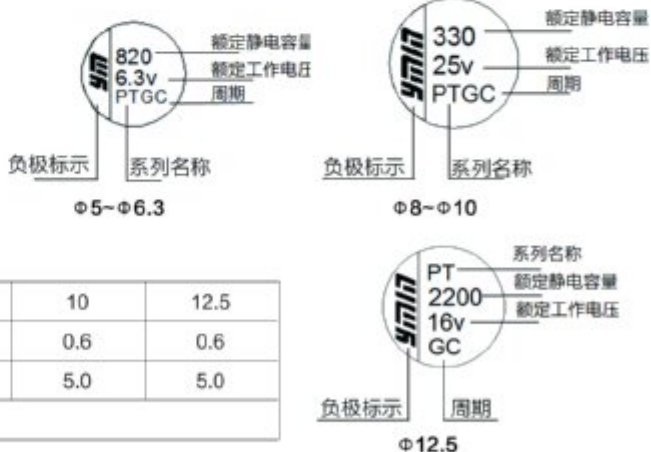 ym
820
6.3v
PTGC
额定静电容量
额定工作电压
周期
负极标示
系列名称
Φ5~Φ6.3
ymin
330
25v
PTGC
额定静电容量
额定工作电压
周期
负极标示
系列名称
Φ8~Φ10
10 12.5
0.6 0.6
5.0 5.0
ymin
PT
2200
16v
GC
系列名称
额定静电容量
额定工作电压
负极标示
周期
Φ12.5